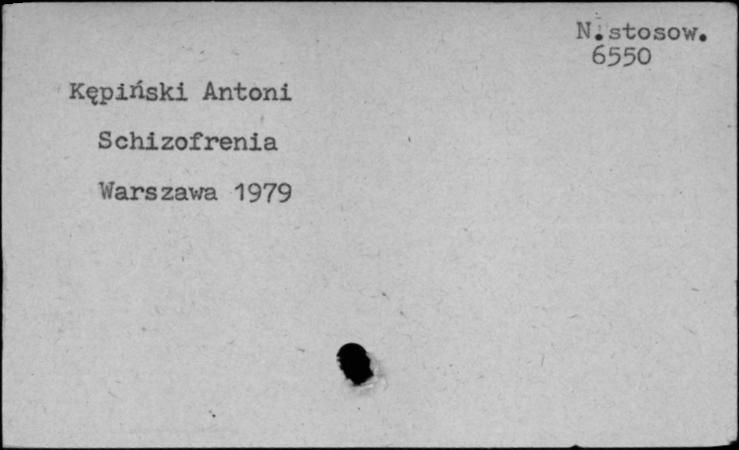 N.stosow.
6550
Kępiński Antoni
Schizofrenia
Warszawa 1979